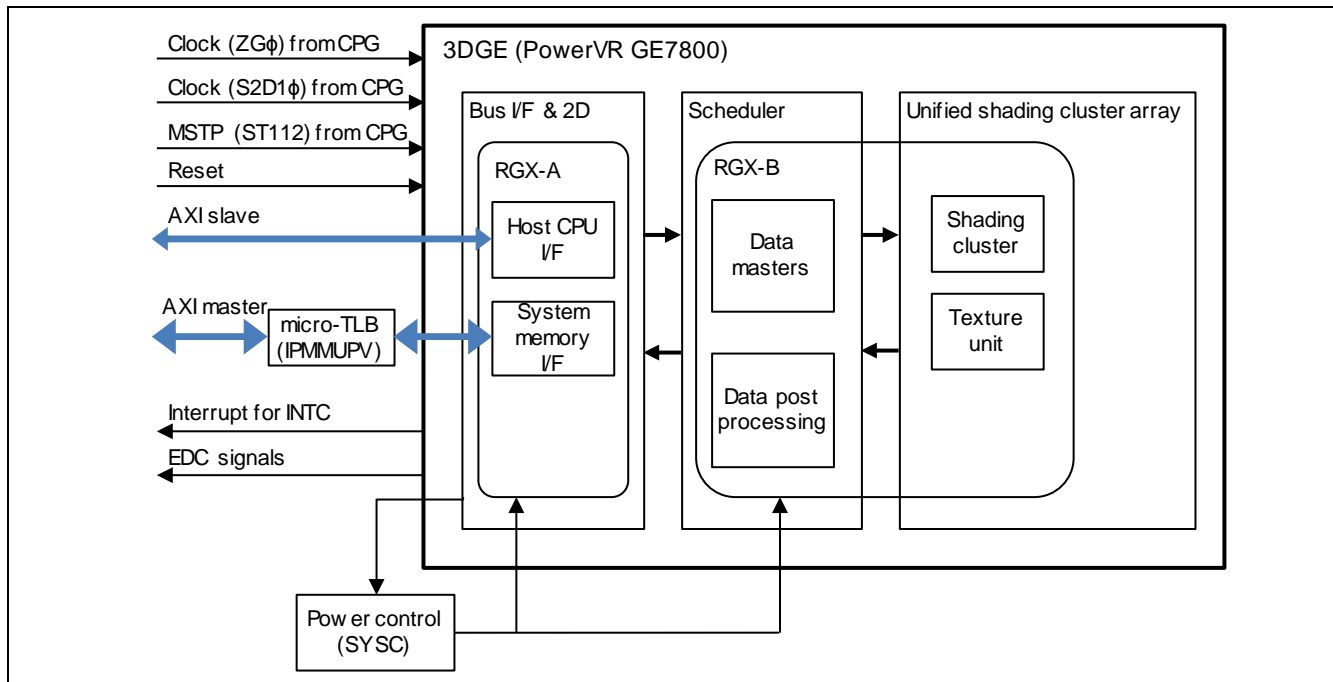 Clock (ZGϕ) from CPG
3DGE (PowerVR GE7800)
Clock (S2D1ϕ) from CPG
MSTP (ST112) from CPG
Reset
AXI slave
AXI master
micro-TLB
(IPMMUPV)
Interrupt for INTC
EDC signals
Bus I/F & 2D
RGX-A
Host CPU
I/F
System
memory
I/F
Scheduler
RGX-B
Data
masters
Data post
processing
Unified shading cluster array
Shading
cluster
Texture
unit
Power control
(SYSC)